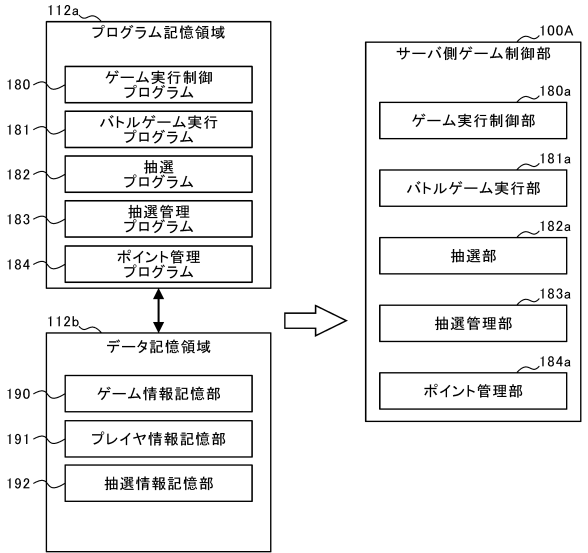 112a
プログラム記憶領域
180
ゲーム実行制御
プログラム
181
バトルゲーム実行
プログラム
182
抽選
プログラム
183
抽選管理
プログラム
184
ポイント管理
プログラム
112b
データ記憶領域
190
ゲーム情報記憶部
191
プレイヤ情報記憶部
192
抽選情報記憶部
100A
サーバ側ゲーム制御部
180a
ゲーム実行制御部
181a
バトルゲーム実行部
182a
抽選部
183a
抽選管理部
184a
ポイント管理部